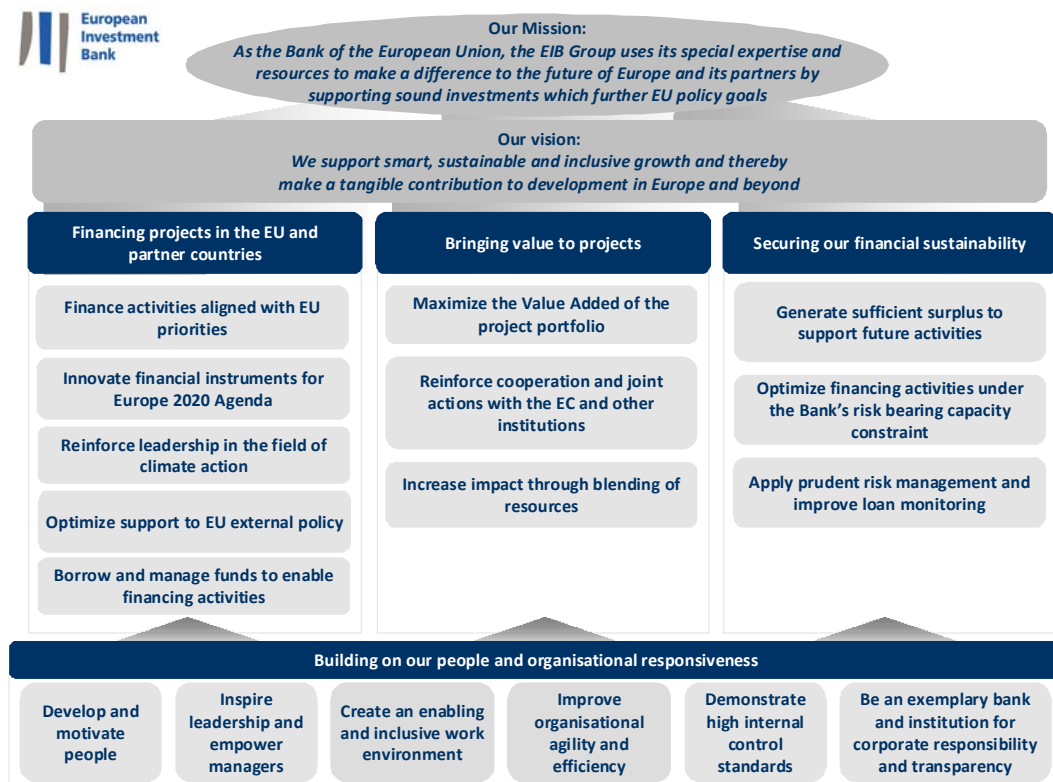 European
Investment
Bank
Our Mission:
As the Bank of the European Union, the EIB Group uses its special expertise and
resources to make a difference to the future of Europe and its partners by
supporting sound investments which further EU policy goals
Our vision:
We support smart, sustainable and inclusive growth and thereby
make a tangible contribution to development in Europe and beyond
Financing projects in the EU and
partner countries
Finance activities aligned with EU
priorities
Innovate financial instruments for
Europe 2020 Agenda
Reinforce leadership in the field of
climate action
Optimize support to EU external policy
Borrow and manage funds to enable
financing activities
Bringing value to projects
Maximize the Value Added of the
project portfolio
Reinforce cooperation and joint
actions with the EC and other
institutions
Increase impact through blending of
resources
Securing our financial sustainability
Generate sufficient surplus to
support future activities
Optimize financing activities under
the Bank's risk bearing capacity
constraint
Apply prudent risk management and
improve loan monitoring
Building on our people and organisational responsiveness
Develop and
motivate
people
Inspire
leadership and
empower
managers
Create an enabling
and inclusive work
environment
Improve
organisational
agility and
efficiency
Demonstrate
high internal
control
standards
Be an exemplary bank
and institution for
corporate responsibility
and transparency